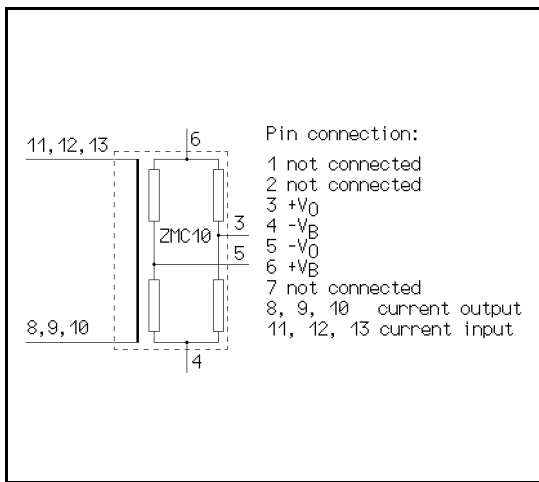 11, 12, 13
6
ZMC10
3
5
8, 9, 10
4
Pin connection:
1 not connected
2 not connected
3 +VO
4 -VB
5 -VO
6 +VB
7 not connected
8, 9, 10 current output
11, 12, 13 current input